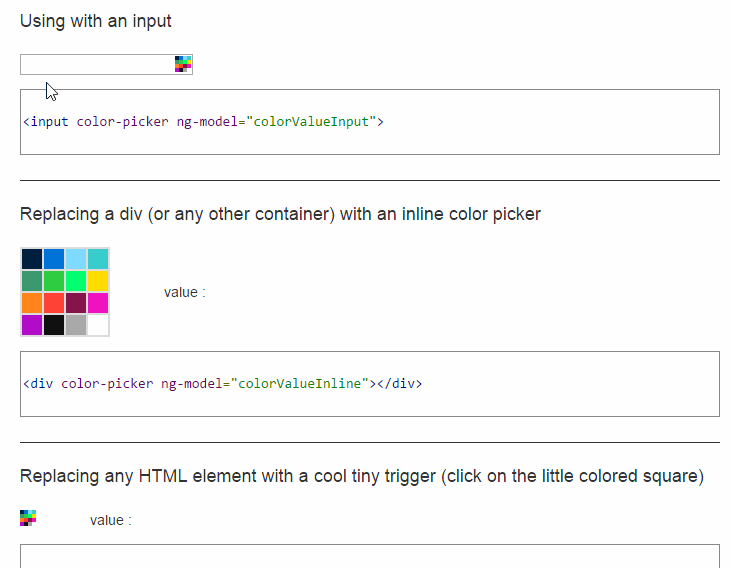 Using with an input
<input color-picker ng-model="colorValueInput">
Replacing a div (or any other container) with an inline color picker
value :
<div color-picker ng-model="colorValueInline"></div>
Replacing any HTML element with a cool tiny trigger (click on the little colored square)
value :